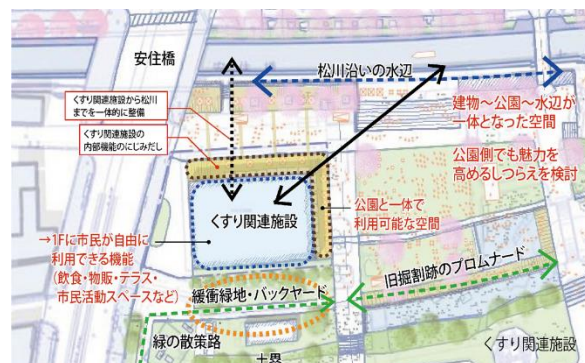 安住橋
松川沿いの水辺
くすり関連施設から松川
までを一体的に整備
くすり関連施設の
内部機能のにじみだし
建物～公園～水辺が
一体となった空間
公園側でも魅力を
高めるしつらえを検討
くすり関連施設
公園と一体で
利用可能な空間
→1Fに市民が自由に
利用できる機能
（飲食・物販・テラス・
市民活動スペースなど）
緩衝緑地・バックヤード
旧堀割跡のプロムナード
緑の散策路
土塁
くすり関連施設